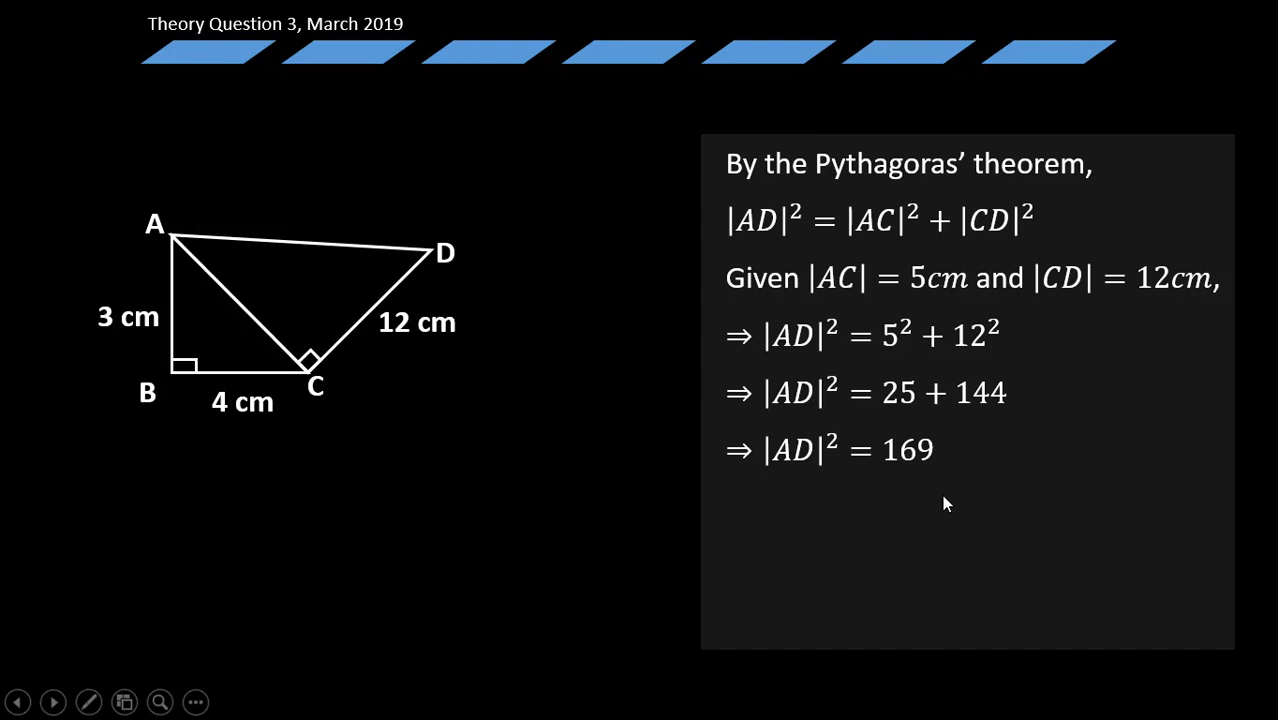 Theory Question 3, March 2019
A
D
3 cm
12 cm
B
4 cm
C
By the Pythagoras’ theorem,
|AD|² = |AC|² + |CD|²
Given |AC| = 5cm and |CD| = 12cm,
⇒ |AD|² = 5² + 12²
⇒ |AD|² = 25 + 144
⇒ |AD|² = 169